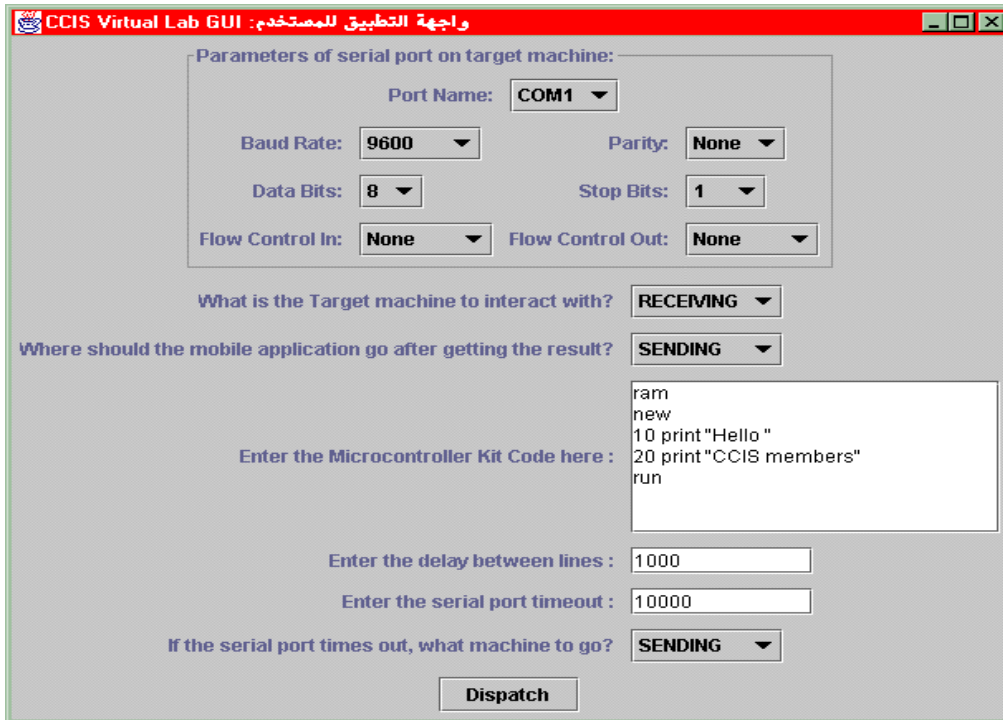 CCIS Virtual Lab GUI :واجهة التطبيق للمستخدم
Parameters of serial port on target machine:
Port Name: COM1
Baud Rate: 9600 Parity: None
Data Bits: 8 Stop Bits: 1
Flow Control In: None Flow Control Out: None
What is the Target machine to interact with? RECEIVING
Where should the mobile application go after getting the result? SENDING
Enter the Microcontroller Kit Code here :
ram
new
10 print "Hello "
20 print "CCIS members"
run
Enter the delay between lines : 1000
Enter the serial port timeout : 10000
If the serial port times out, what machine to go? SENDING
Dispatch